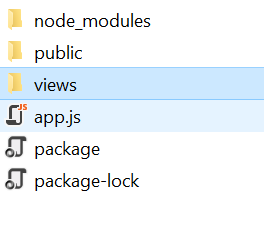 node_modules
public
views
app.js
package
package-lock